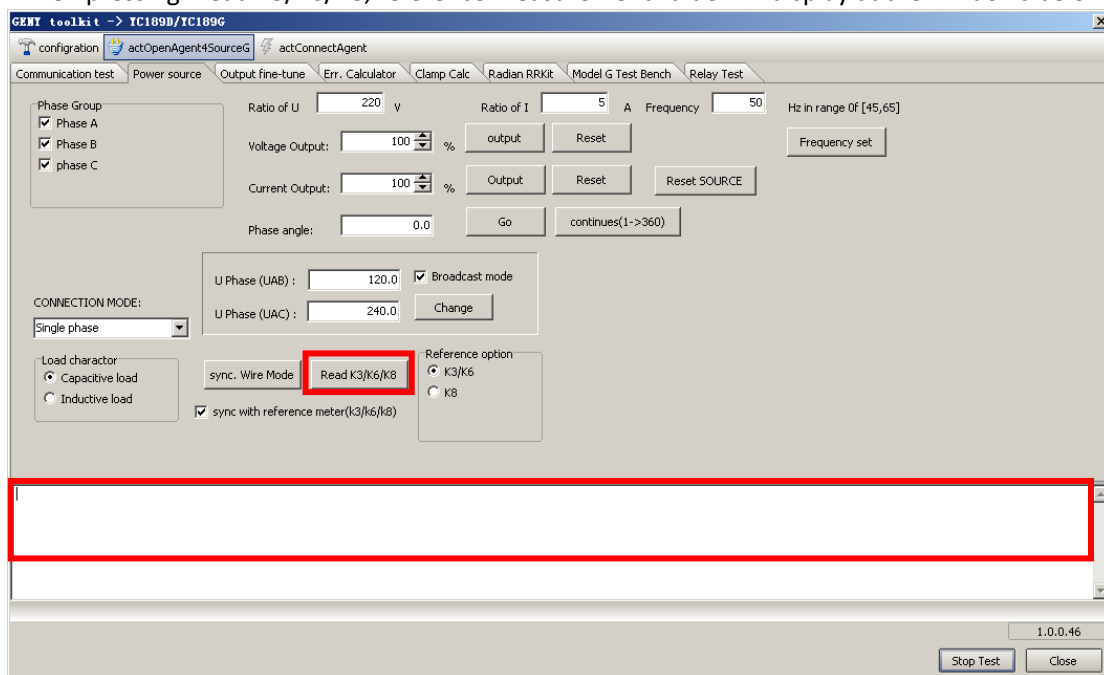 GENY toolkit -> YC189D/YC189G
configration actOpenAgent4SourceG actConnectAgent
Communication test Power source Output fine-tune Err. Calculator Clamp Calc Radian RRKit Model G Test Bench Relay Test
Phase Group
Phase A
Phase B
phase C
Ratio of U 220 V Ratio of I 5 A Frequency 50 Hz in range 0f [45,65]
Voltage Output: 100 % output Reset Frequency set
Current Output: 100 % Output Reset Reset SOURCE
Phase angle: 0.0 Go continues(1->360)
U Phase (UAB) : 120.0 Broadcast mode
U Phase (UAC) : 240.0 Change
CONNECTION MODE:
Single phase
Load charactor
Capacitive load
Inductive load
sync. Wire Mode Read K3/K6/K8
sync with reference meter(k3/k6/k8)
Reference option
K3/K6
K8
1.0.0.46
Stop Test Close